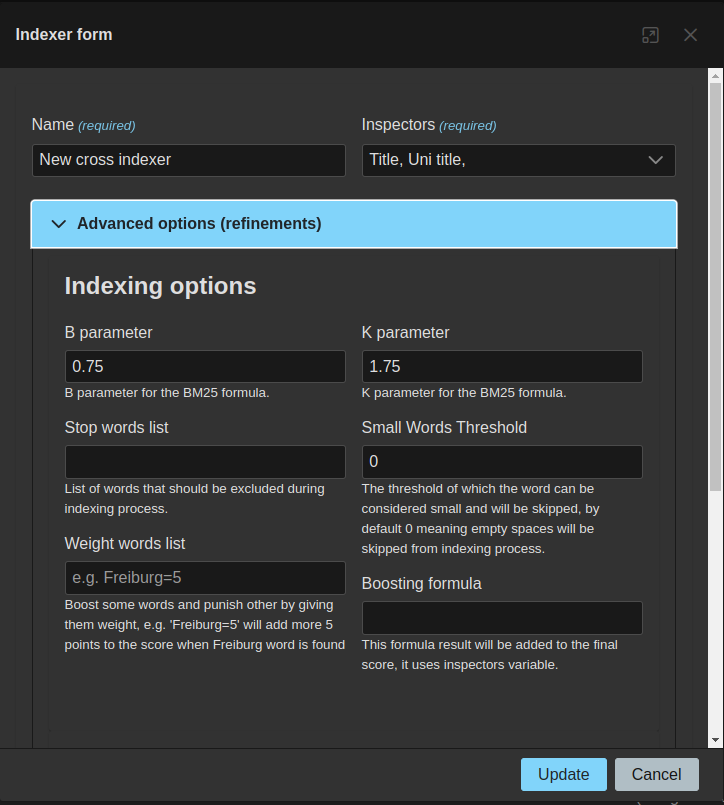 Indexer form
Name (required)
Inspectors (required)
New cross indexer
Title, Uni title,
Advanced options (refinements)
Indexing options
B parameter
K parameter
0.75
1.75
B parameter for the BM25 formula.
K parameter for the BM25 formula.
Stop words list
Small Words Threshold
0
List of words that should be excluded during
indexing process.
The threshold of which the word can be
considered small and will be skipped, by
default 0 meaning empty spaces will be
skipped from indexing process.
Weight words list
e.g. Freiburg=5
Boost some words and punish other by giving
them weight, e.g. 'Freiburg=5' will add more 5
points to the score when Freiburg word is found
Boosting formula
This formula result will be added to the final
score, it uses inspectors variable.
Update
Cancel